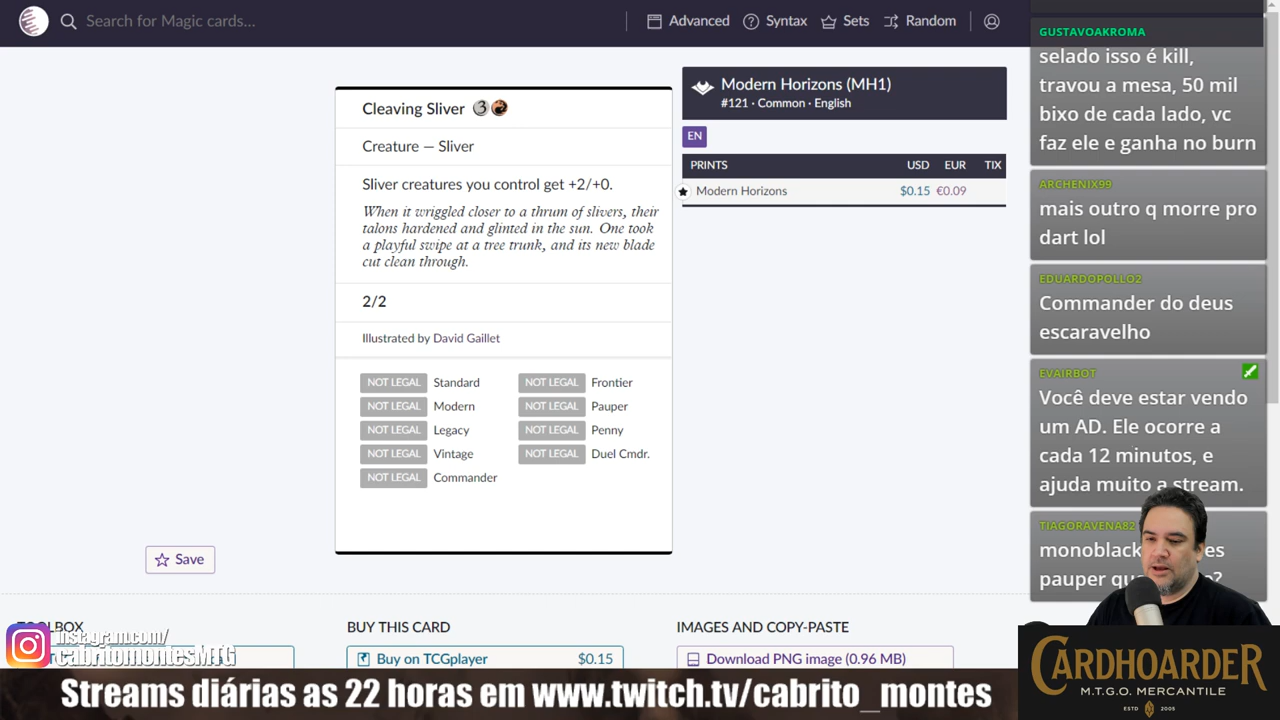 Search for Magic cards…
Advanced
Syntax
Sets
Random
Cleaving Sliver 3
Creature — Sliver
Sliver creatures you control get +2/+0.
When it wriggled closer to a thrum of slivers, their
talons hardened and glinted in the sun. One took
a playful swipe at a tree trunk, and its new blade
cut clean through.
2/2
Illustrated by David Gaillet
NOT LEGAL Standard
NOT LEGAL Frontier
NOT LEGAL Modern
NOT LEGAL Pauper
NOT LEGAL Legacy
NOT LEGAL Penny
NOT LEGAL Vintage
NOT LEGAL Duel Cmdr.
NOT LEGAL Commander
Save
Modern Horizons (MH1)
#121 · Common · English
EN
PRINTS USD EUR TIX
Modern Horizons $0.15 €0.09
GUSTAVOAKROMA
selado isso é kill,
travou a mesa, 50 mil
bixo de cada lado, vc
faz ele e ganha no burn
ARCHENIX99
mais outro q morre pro
dart lol
EDUARDOPOLLO2
Commander do deus
escaravelho
EVAIRBOT
Você deve estar vendo
um AD. Ele ocorre a
cada 12 minutos, e
ajuda muito a stream.
TIAGORAVENA82
monoblack es
pauper
BUY THIS CARD
Buy on TCGplayer $0.15
IMAGES AND COPY-PASTE
Download PNG image (0.96 MB)
instagram.com/
cabritomontesMTG
Streams diárias as 22 horas em www.twitch.tv/cabrito_montes
CARDHOARDER
M.T.G.O. MERCANTILE
ESTD 2005